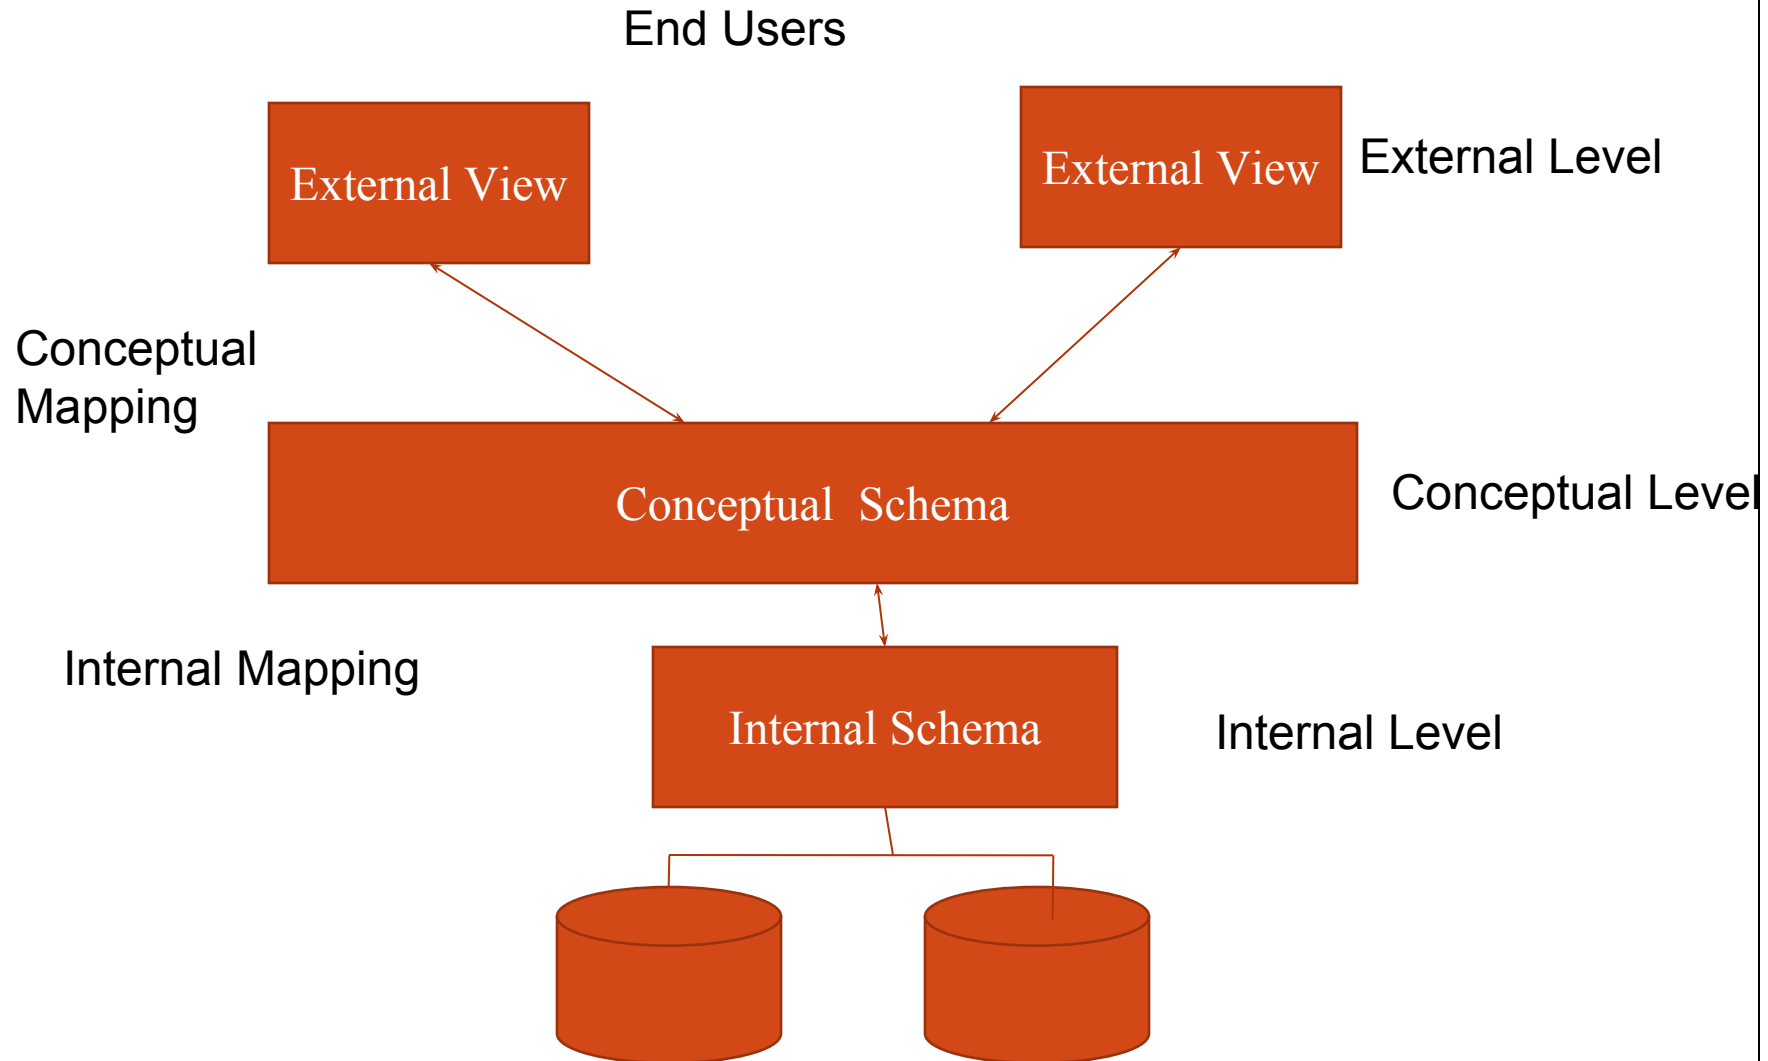 End Users
External View
External View
External Level
Conceptual
Mapping
Conceptual  Schema
Conceptual Level
Internal Mapping
Internal Schema
Internal Level